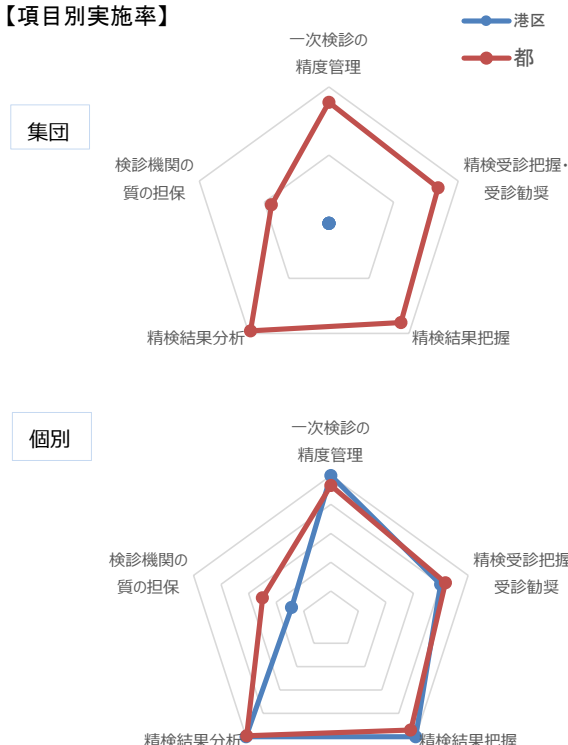 【項目別実施率】
港区
都
集団
一次検診の
精度管理
精検受診把握・
受診勧奨
精検結果把握
精検結果分析
検診機関の
質の担保
個別
一次検診の
精度管理
精検受診把握
受診勧奨
精検結果把握
精検結果分析
検診機関の
質の担保